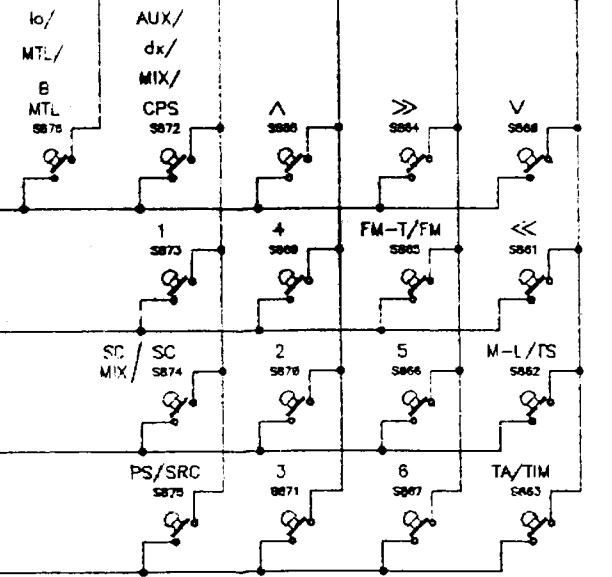 lo/ AUX/
MTL/ dx/
B MIX/
MTL CPS ∧ >> ∨
S876 S872 S868 S864 S860
1 4 FM-T/FM <<
S873 S869 S865 S861
SC / SC 2 5 M-L/TS
MIX S874 S870 S866 S862
PS/SRC 3 6 TA/TIM
S875 S871 S867 S863